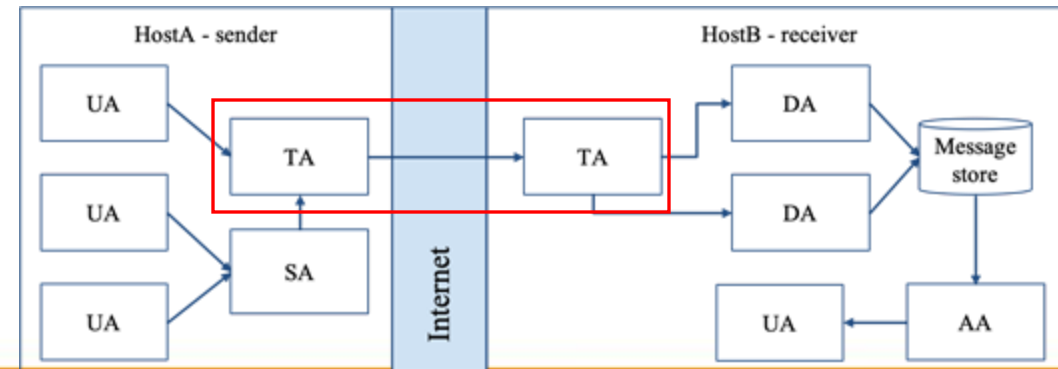 HostA - sender
HostB - receiver
UA
TA
TA
DA
Message
store
UA
SA
DA
UA
Internet
UA
AA